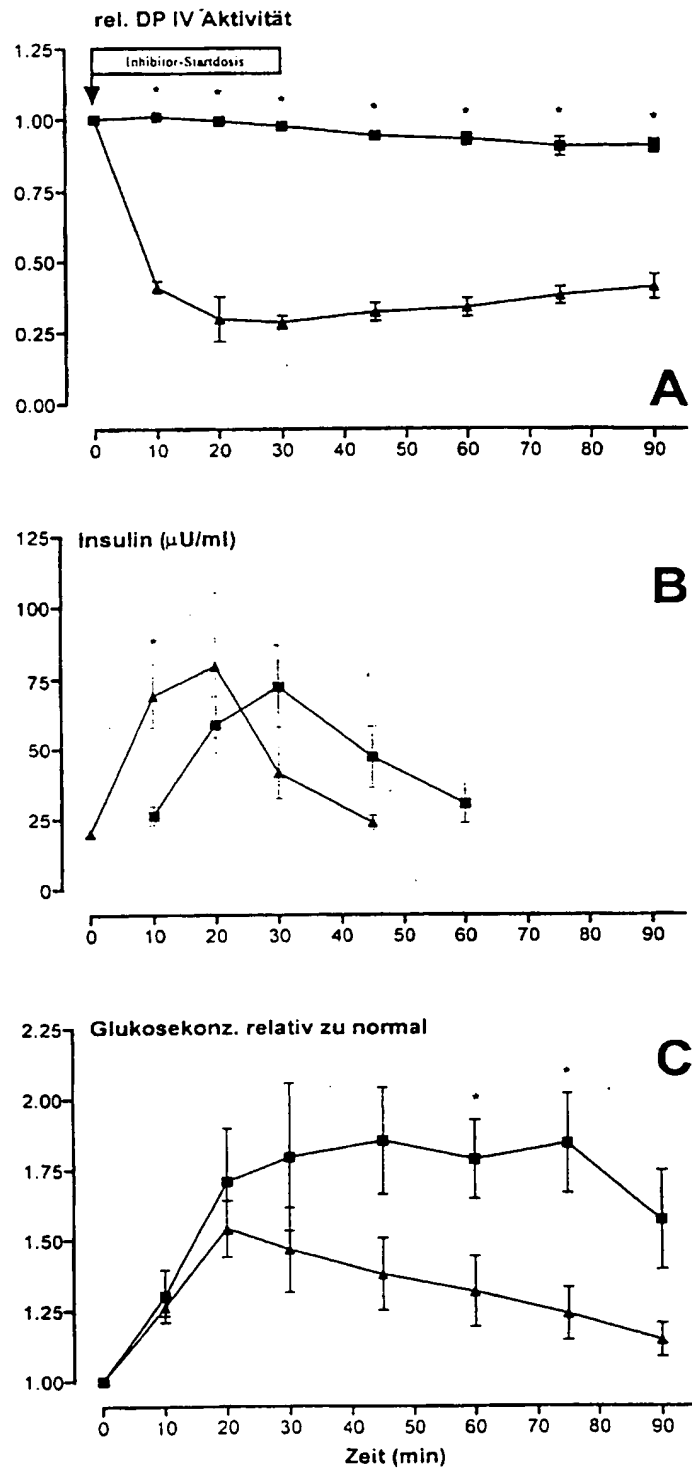 rel. DP IV Aktivität
1.25
Inhibitor-Startdosis
1.00
0.75
0.50
0.25
0.00
A
0 10 20 30 40 50 60 70 80 90
125
Insulin (µU/ml)
B
100
75
50
25
0
0 10 20 30 40 50 60 70 80 90
2.25
Glukosekonz. relativ zu normal
C
2.00
1.75
1.50
1.25
1.00
0 10 20 30 40 50 60 70 80 90
Zeit (min)